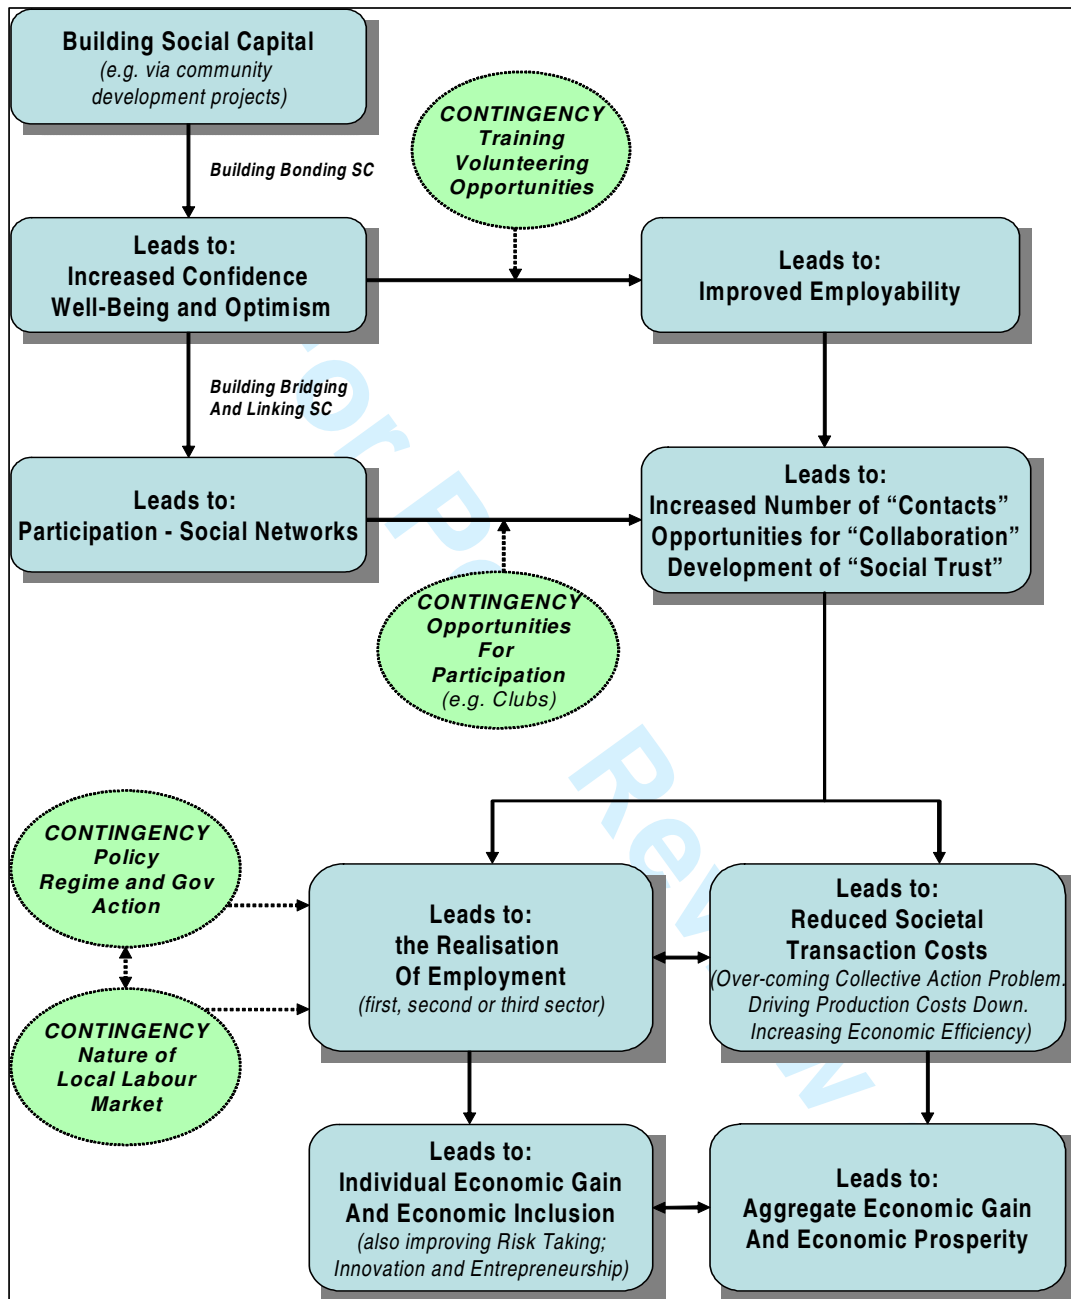 Building Social Capital
(e.g. via community
development projects)
CONTINGENCY
Training
Volunteering
Opportunities
Building Bonding SC
Leads to:
Increased Confidence
Well-Being and Optimism
Leads to:
Improved Employability
Building Bridging
And Linking SC
Leads to:
Participation - Social Networks
Leads to:
Increased Number of “Contacts”
Opportunities for “Collaboration”
Development of “Social Trust”
CONTINGENCY
Opportunities
For
Participation
(e.g. Clubs)
CONTINGENCY
Policy
Regime and Gov
Action
Leads to:
the Realisation
Of Employment
(first, second or third sector)
Leads to:
Reduced Societal
Transaction Costs
(Over-coming Collective Action Problem.
Driving Production Costs Down.
Increasing Economic Efficiency)
CONTINGENCY
Nature of
Local Labour
Market
Leads to:
Individual Economic Gain
And Economic Inclusion
(also improving Risk Taking;
Innovation and Entrepreneurship)
Leads to:
Aggregate Economic Gain
And Economic Prosperity